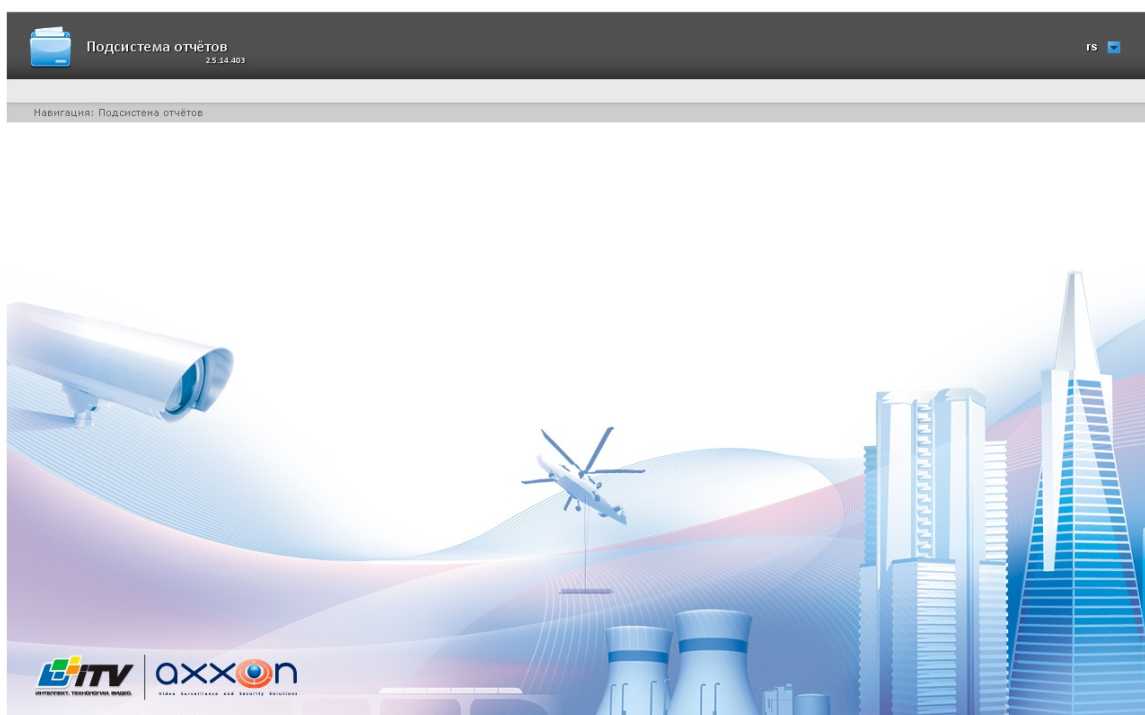 Подсистема отчётов
2.5.14.403
rs
Навигация: Подсистема отчётов
iTV
ИНТЕЛЛЕКТ. ТЕХНОЛОГИИ. ВИДЕО.
axxon
Video Surveillance and Security Solutions